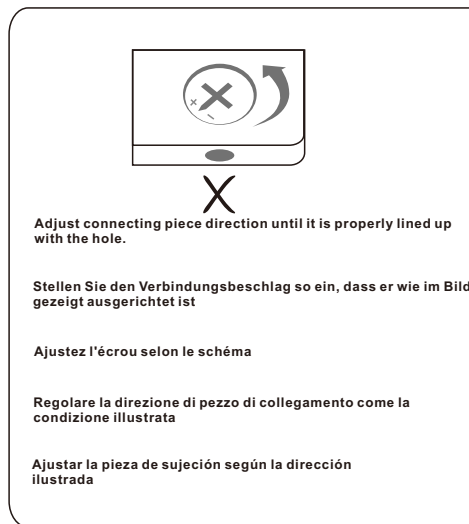 Adjust connecting piece direction until it is properly lined up
with the hole.
Stellen Sie den Verbindungsbeschlag so ein, dass er wie im Bild
gezeigt ausgerichtet ist
Ajustez l'écrou selon le schéma
Regolare la direzione di pezzo di collegamento come la
condizione illustrata
Ajustar la pieza de sujeción según la dirección
ilustrada